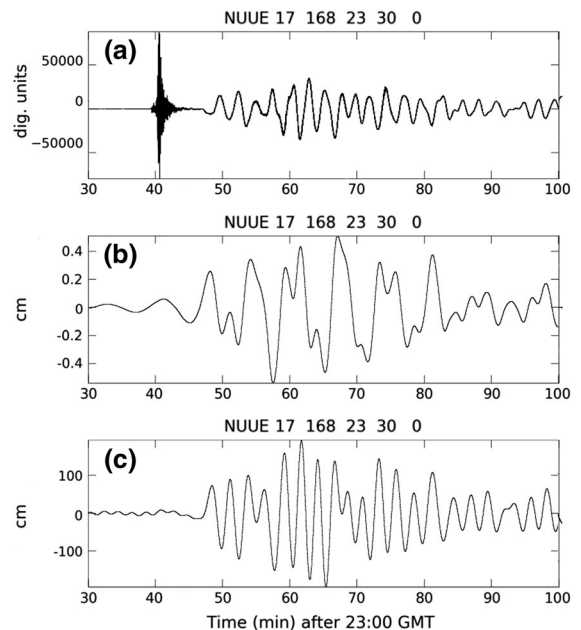 NUUE 17 168 23 30 0
(a)
dig. units
50000
0
−50000
30 40 50 60 70 80 90 100
NUUE 17 168 23 30 0
(b)
cm
0.4
0.2
0
-0.2
-0.4
30 40 50 60 70 80 90 100
NUUE 17 168 23 30 0
(c)
cm
100
0
-100
30 40 50 60 70 80 90 100
Time (min) after 23:00 GMT